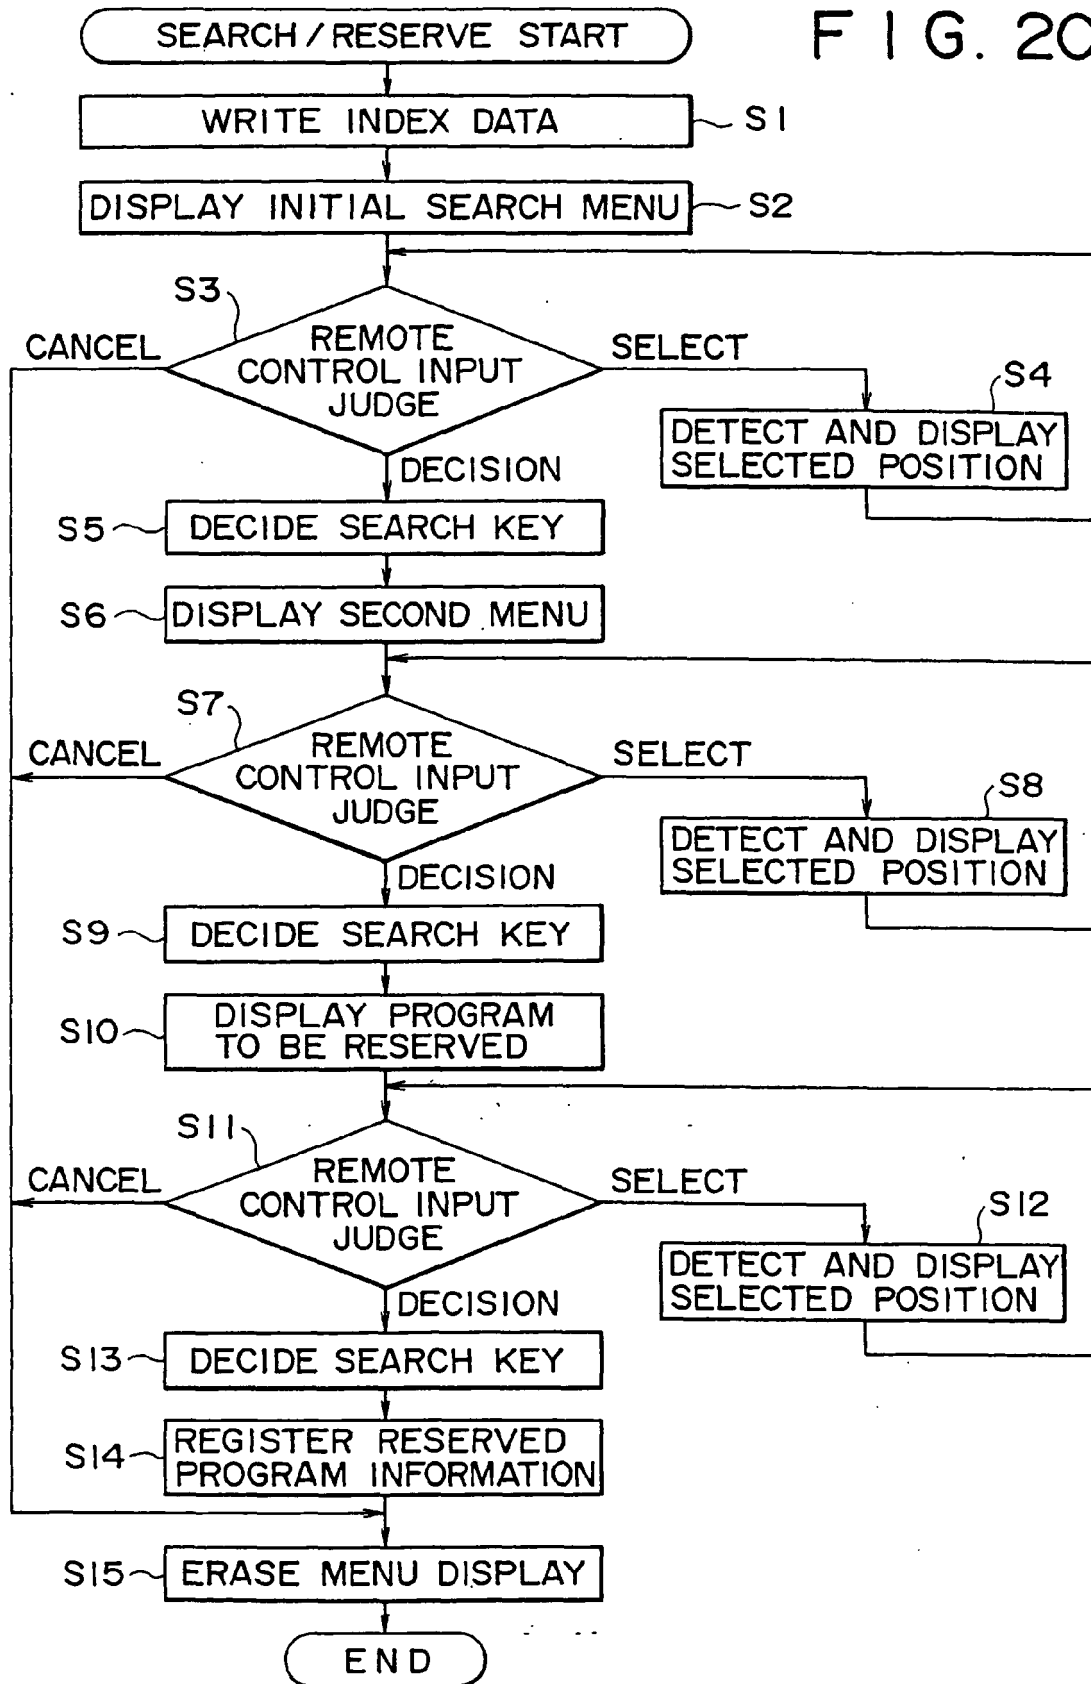 SEARCH/RESERVE START
FIG. 20
WRITE INDEX DATA
S1
DISPLAY INITIAL SEARCH MENU
S2
S3
CANCEL
REMOTE
CONTROL INPUT
JUDGE
SELECT
S4
DETECT AND DISPLAY
SELECTED POSITION
DECISION
S5
DECIDE SEARCH KEY
S6
DISPLAY SECOND MENU
S7
CANCEL
REMOTE
CONTROL INPUT
JUDGE
SELECT
S8
DETECT AND DISPLAY
SELECTED POSITION
DECISION
S9
DECIDE SEARCH KEY
S10
DISPLAY PROGRAM
TO BE RESERVED
S11
CANCEL
REMOTE
CONTROL INPUT
JUDGE
SELECT
S12
DETECT AND DISPLAY
SELECTED POSITION
DECISION
S13
DECIDE SEARCH KEY
S14
REGISTER RESERVED
PROGRAM INFORMATION
S15
ERASE MENU DISPLAY
END